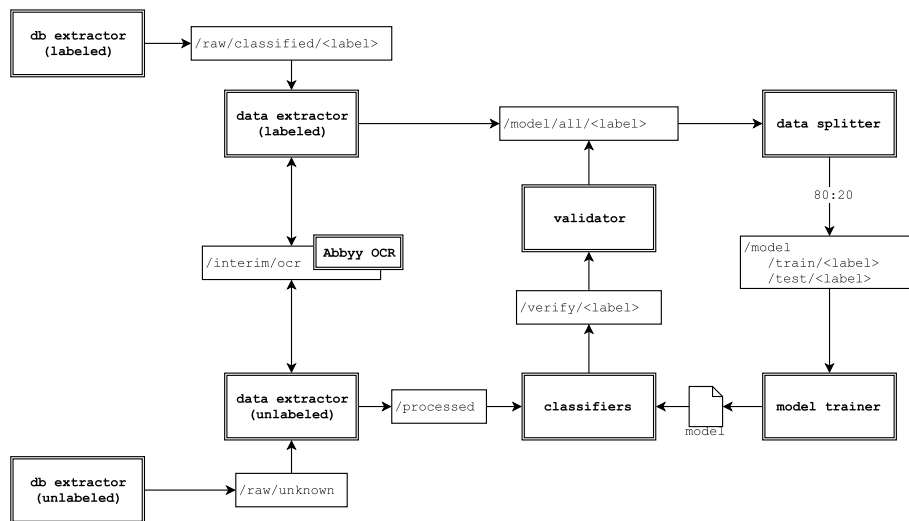 db extractor
(labeled)
/raw/classified/<label>
data extractor
(labeled)
/model/all/<label>
data splitter
80:20
validator
/interim/ocr
Abbyy OCR
/model
/train/<label>
/test/<label>
/verify/<label>
data extractor
(unlabeled)
/processed
classifiers
model
model trainer
db extractor
(unlabeled)
/raw/unknown